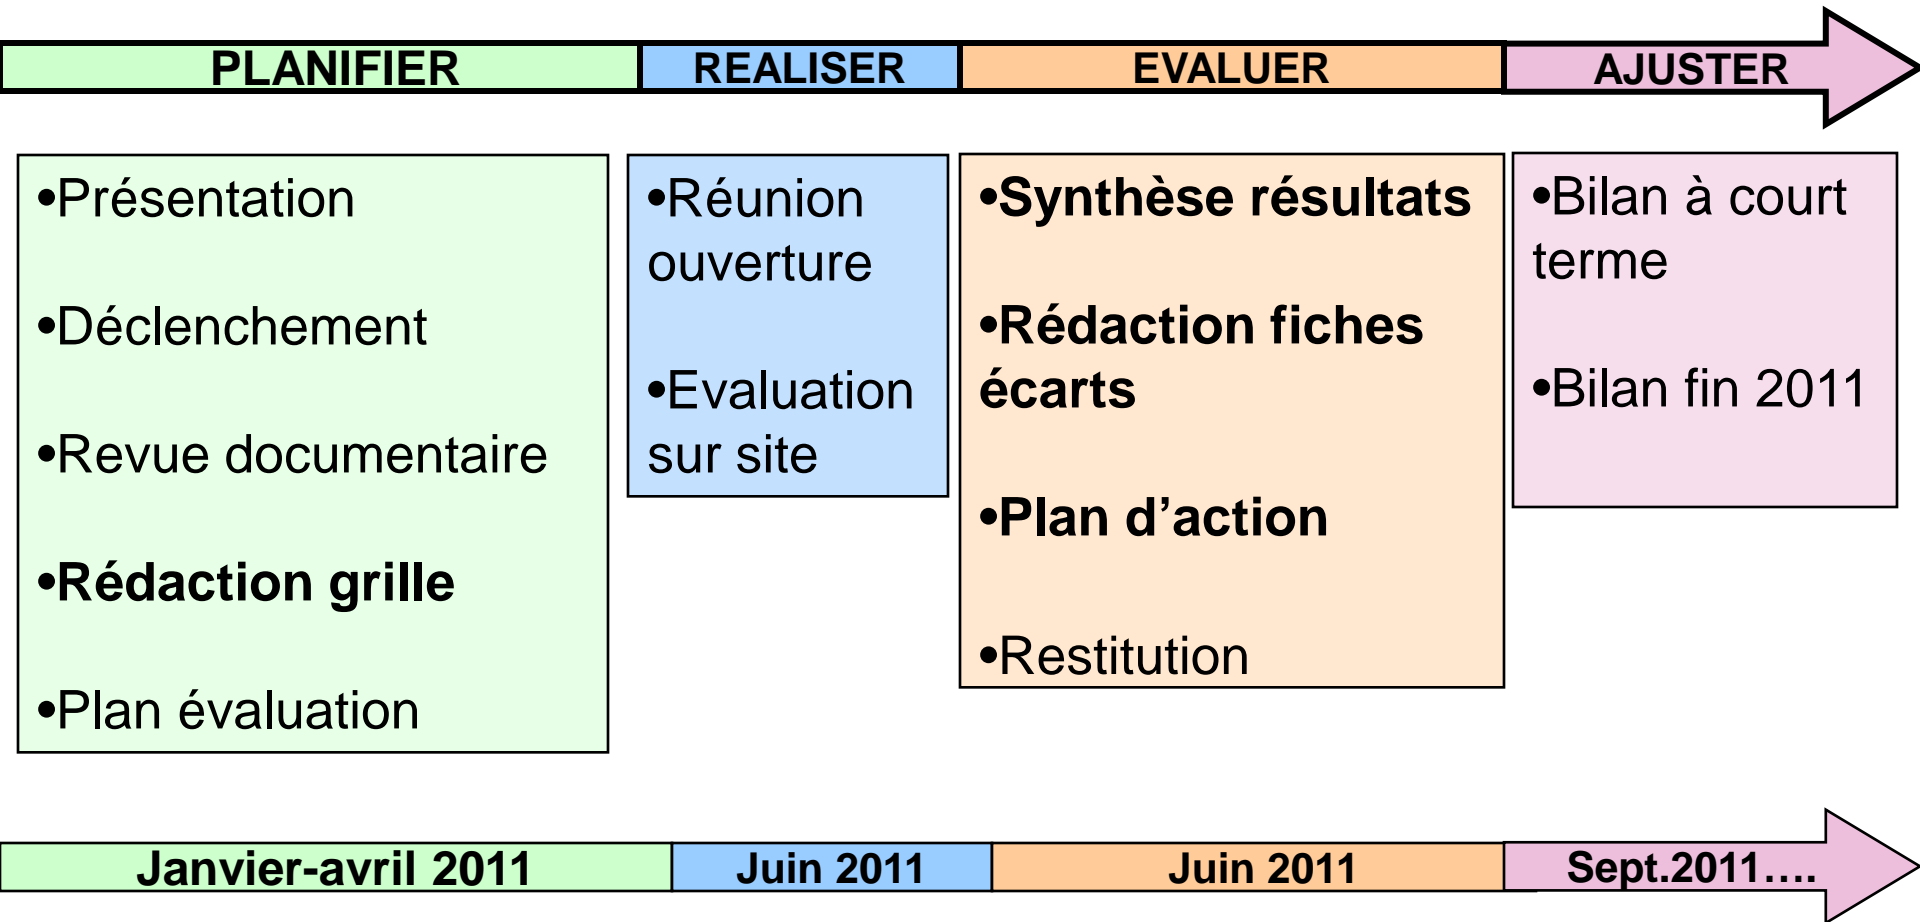 PLANIFIER
REALISER
EVALUER
AJUSTER
•Présentation
•Déclenchement
•Revue documentaire
•Rédaction grille
•Plan évaluation
•Réunion
ouverture
•Evaluation
sur site
•Synthèse résultats
•Rédaction fiches
écarts
•Plan d’action
•Restitution
•Bilan à court
terme
•Bilan fin 2011
Janvier-avril 2011
Juin 2011
Juin 2011
Sept.2011….